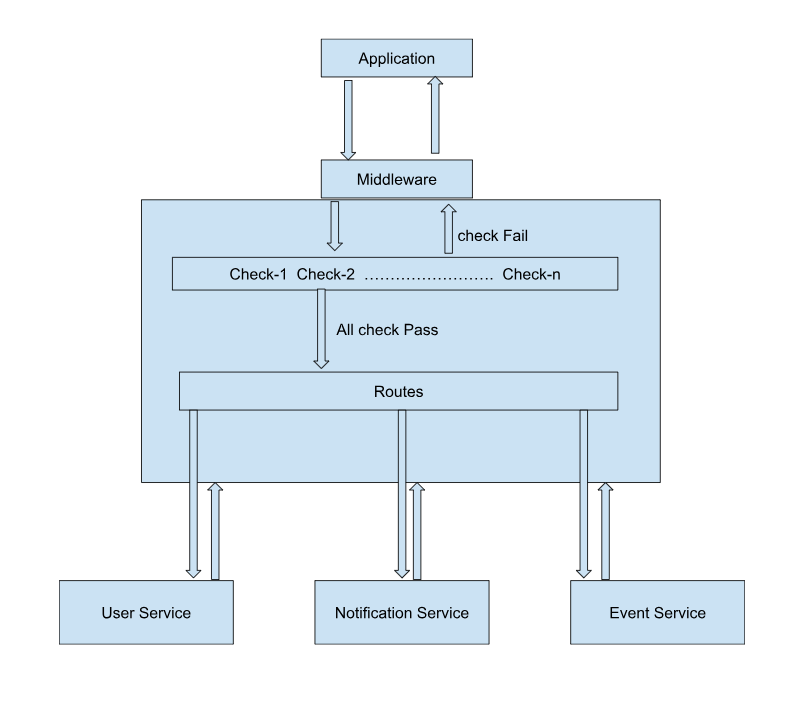 Application
Middleware
check Fail
Check-1 Check-2 ......................... Check-n
All check Pass
Routes
User Service
Notification Service
Event Service